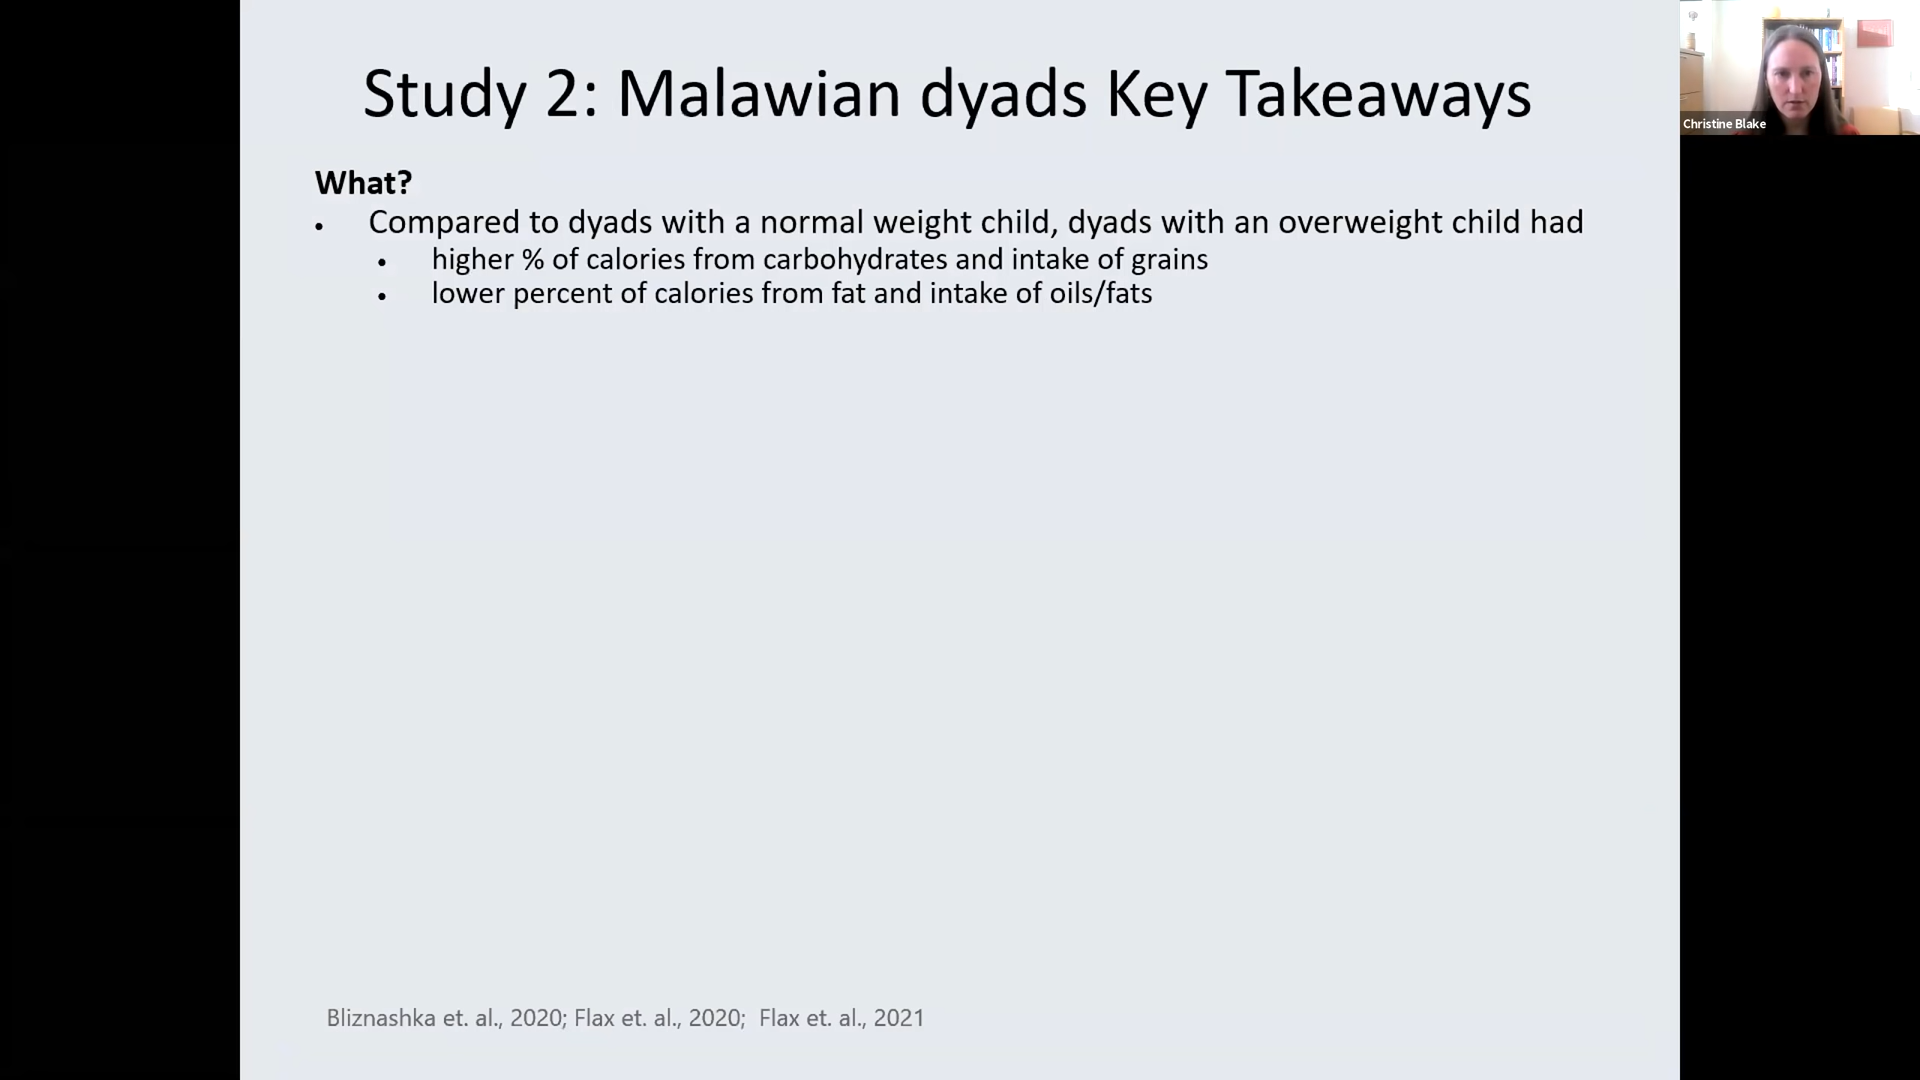 Study 2: Malawian dyads Key Takeaways
What?
• Compared to dyads with a normal weight child, dyads with an overweight child had
• higher % of calories from carbohydrates and intake of grains
• lower percent of calories from fat and intake of oils/fats
Bliznashka et. al., 2020; Flax et. al., 2020;  Flax et. al., 2021
Christine Blake